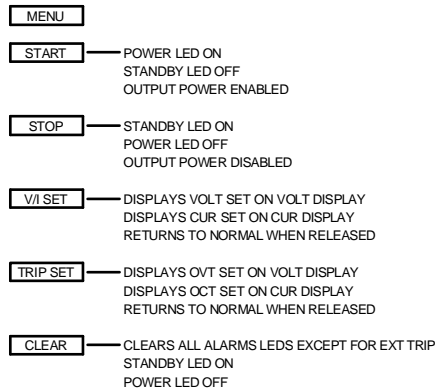 MENU
START POWER LED ON
STANDBY LED OFF
OUTPUT POWER ENABLED
STOP STANDBY LED ON
POWER LED OFF
OUTPUT POWER DISABLED
V/I SET DISPLAYS VOLT SET ON VOLT DISPLAY
DISPLAYS CUR SET ON CUR DISPLAY
RETURNS TO NORMAL WHEN RELEASED
TRIP SET DISPLAYS OVT SET ON VOLT DISPLAY
DISPLAYS OCT SET ON CUR DISPLAY
RETURNS TO NORMAL WHEN RELEASED
CLEAR CLEARS ALL ALARMS LEDS EXCEPT FOR EXT TRIP
STANDBY LED ON
POWER LED OFF